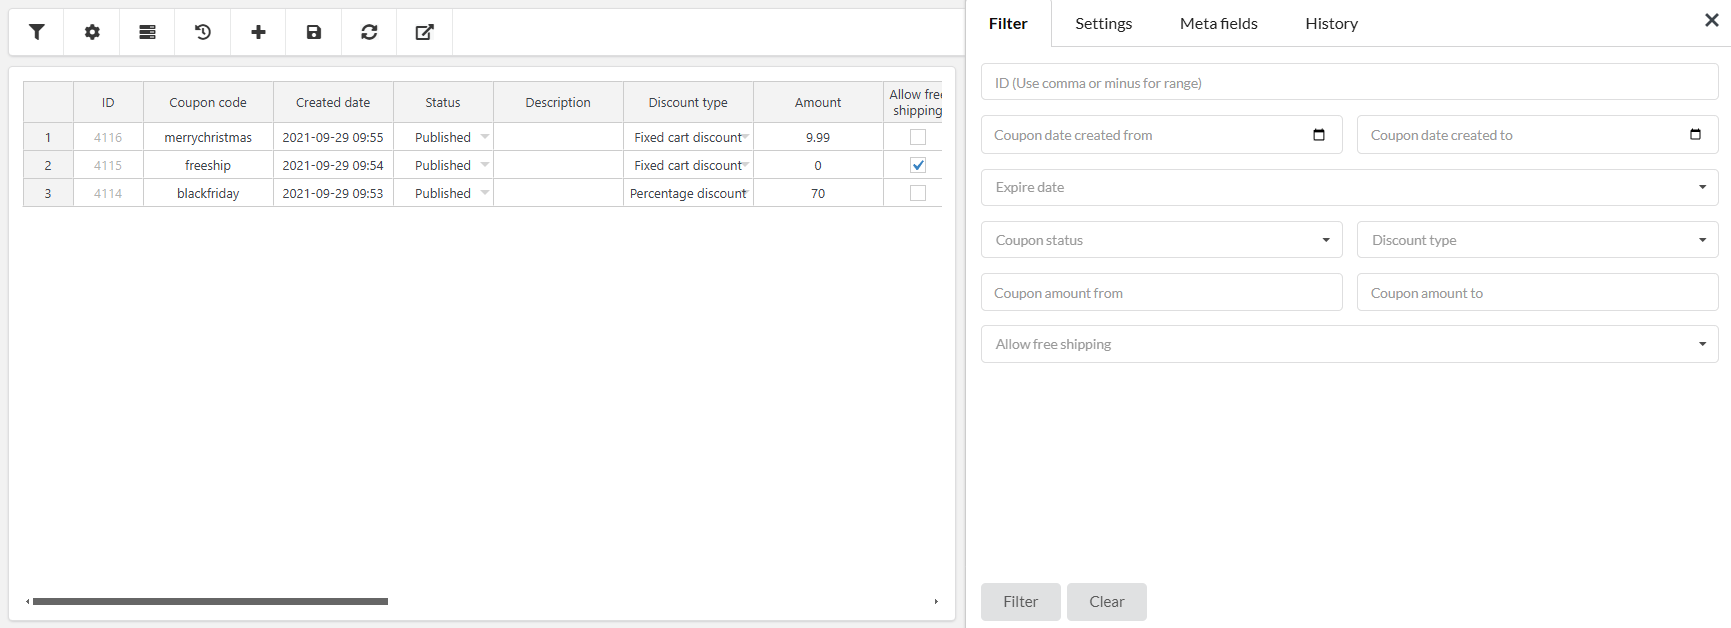 Filter Settings Meta fields History
ID Coupon code Created date Status Description Discount type Amount Allow free shipping
1 4116 merrychristmas 2021-09-29 09:55 Published Fixed cart discount 9.99
2 4115 freeship 2021-09-29 09:54 Published Fixed cart discount 0
3 4114 blackfriday 2021-09-29 09:53 Published Percentage discount 70
ID (Use comma or minus for range)
Coupon date created from Coupon date created to
Expire date
Coupon status Discount type
Coupon amount from Coupon amount to
Allow free shipping
Filter Clear